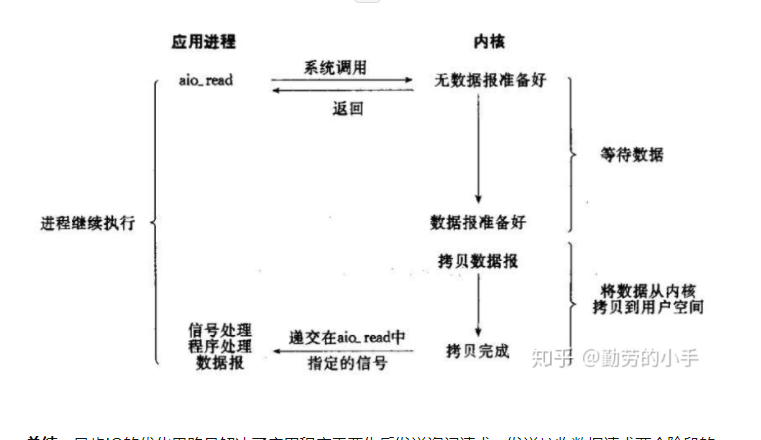 应用进程
内核
系统调用
aio_read
无数据报准备好
返回
等待数据
进程继续执行
数据报准备好
拷贝数据报
将数据从内核
拷贝到用户空间
信号处理
程序处理
数据报
递交在aio_read中
指定的信号
拷贝完成
知乎 @勤劳的小手